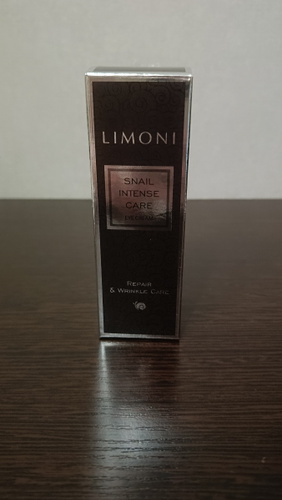 LIMONI
SNAIL
INTENSE
CARE
REPAIR
& WRINKLE CARE